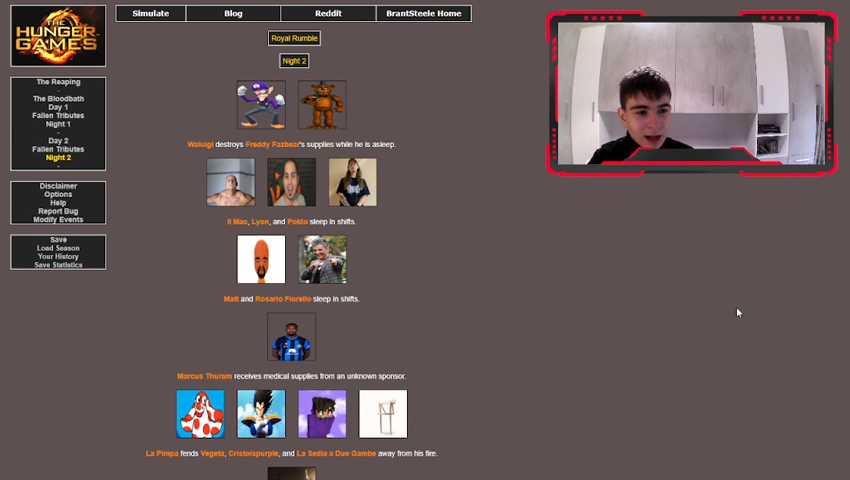 THE
HUNGER
GAMES
Simulate
Blog
Reddit
BrantSteele Home
The Reaping
-
The Bloodbath
Day 1
Fallen Tributes
Night 1
-
Day 2
Fallen Tributes
Night 2
Disclaimer
Options
Help
Report Bug
Modify Events
Save
Load Season
Your History
Save Statistics
Royal Rumble
Night 2
Waluigi destroys Freddy Fazbear's supplies while he is asleep.
Il Mac, Lyon, and Poldo sleep in shifts.
Matt and Rosario Fiorello sleep in shifts.
Marcus Thuram receives medical supplies from an unknown sponsor.
La Pimpa fends Vegeta, Cristoispurple, and La Sedia a Due Gambe away from his fire.